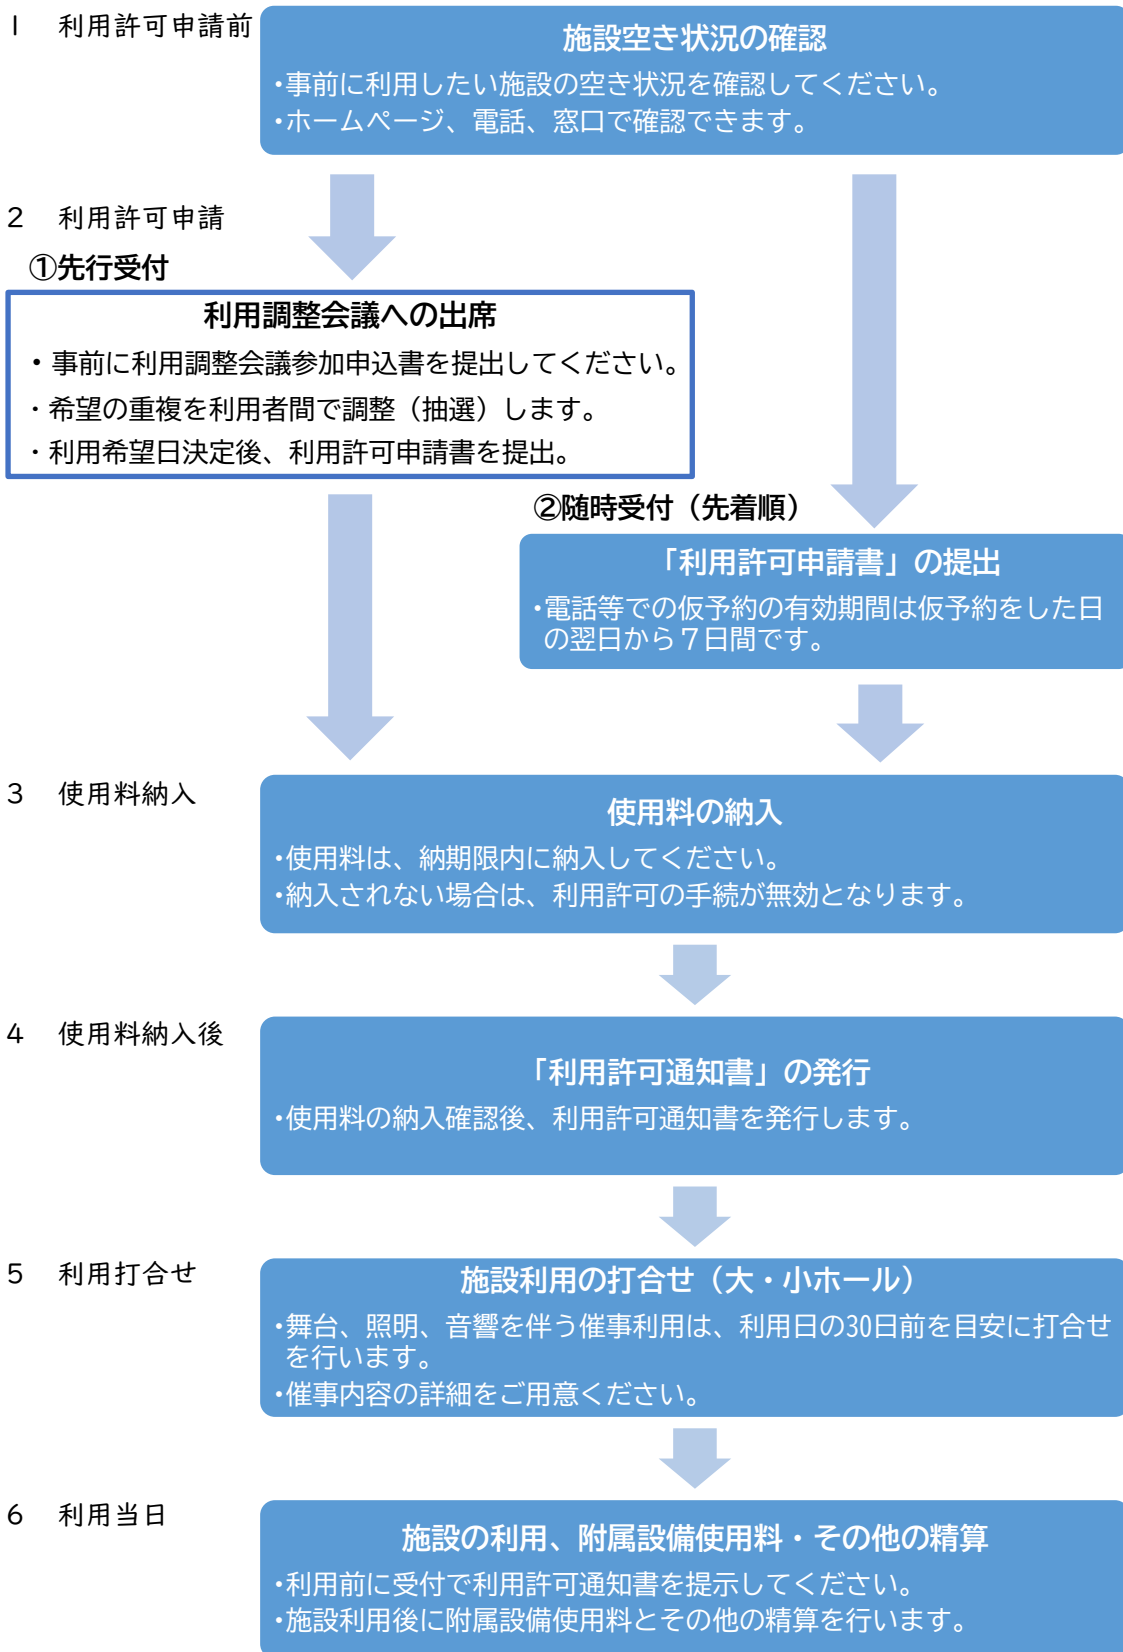 1　利用許可申請前
施設空き状況の確認
・事前に利用したい施設の空き状況を確認してください。
・ホームページ、電話、窓口で確認できます。
2　利用許可申請
①先行受付
利用調整会議への出席
・事前に利用調整会議参加申込書を提出してください。
・希望の重複を利用者間で調整（抽選）します。
・利用希望日決定後、利用許可申請書を提出。
②随時受付（先着順）
「利用許可申請書」の提出
・電話等での仮予約の有効期間は仮予約をした日
の翌日から７日間です。
3　使用料納入
使用料の納入
・使用料は、納期限内に納入してください。
・納入されない場合は、利用許可の手続が無効となります。
4　使用料納入後
「利用許可通知書」の発行
・使用料の納入確認後、利用許可通知書を発行します。
5　利用打合せ
施設利用の打合せ（大・小ホール）
・舞台、照明、音響を伴う催事利用は、利用日の30日前を目安に打合せ
を行います。
・催事内容の詳細をご用意ください。
6　利用当日
施設の利用、附属設備使用料・その他の精算
・利用前に受付で利用許可通知書を提示してください。
・施設利用後に附属設備使用料とその他の精算を行います。